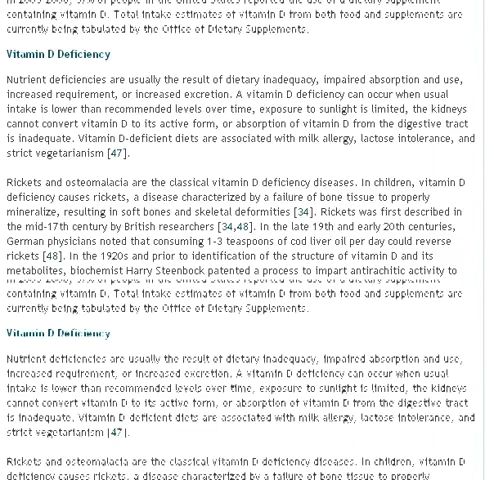 containing vitamin D. Total intake estimates of vitamin D from both food and supplements are
currently being tabulated by the Office of Dietary Supplements.
Vitamin D Deficiency
Nutrient deficiencies are usually the result of dietary inadequacy, impaired absorption and use,
increased requirement, or increased excretion. A vitamin D deficiency can occur when usual
intake is lower than recommended levels over time, exposure to sunlight is limited, the kidneys
cannot convert vitamin D to its active form, or absorption of vitamin D from the digestive tract
is inadequate. Vitamin D-deficient diets are associated with milk allergy, lactose intolerance, and
strict vegetarianism [47].
Rickets and osteomalacia are the classical vitamin D deficiency diseases. In children, vitamin D
deficiency causes rickets, a disease characterized by a failure of bone tissue to properly
mineralize, resulting in soft bones and skeletal deformities [34]. Rickets was first described in
the mid-17th century by British researchers [34,48]. In the late 19th and early 20th centuries,
German physicians noted that consuming 1-3 teaspoons of cod liver oil per day could reverse
rickets [48]. In the 1920s and prior to identification of the structure of vitamin D and its
metabolites, biochemist Harry Steenbock patented a process to impart antirachitic activity to
containing vitamin D. Total intake estimates of vitamin D from both food and supplements are
currently being tabulated by the Office of Dietary Supplements.
Vitamin D Deficiency
Nutrient deficiencies are usually the result of dietary inadequacy, impaired absorption and use,
increased requirement, or increased excretion. A vitamin D deficiency can occur when usual
intake is lower than recommended levels over time, exposure to sunlight is limited, the kidneys
cannot convert vitamin D to its active form, or absorption of vitamin D from the digestive tract
is inadequate. Vitamin D deficient diets are associated with milk allergy, lactose intolerance, and
strict vegetarianism [47].
Rickets and osteomalacia are the classical vitamin D deficiency diseases. In children, vitamin D
deficiency causes rickets, a disease characterized by a failure of bone tissue to properly